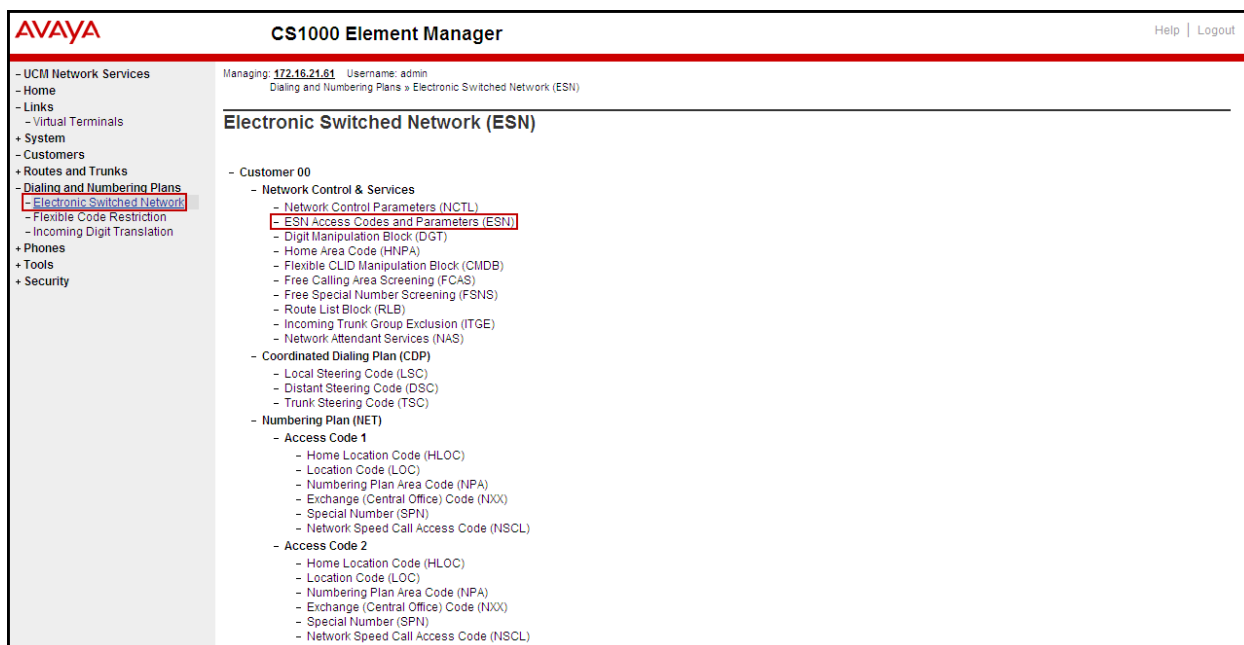 AVAYA
CS1000 Element Manager
Help | Logout
- UCM Network Services
- Home
- Links
- Virtual Terminals
+ System
- Customers
+ Routes and Trunks
- Dialing and Numbering Plans
- Electronic Switched Network
- Flexible Code Restriction
- Incoming Digit Translation
+ Phones
+ Tools
+ Security
Managing: 172.16.21.61 Username: admin
Dialing and Numbering Plans » Electronic Switched Network (ESN)
Electronic Switched Network (ESN)
- Customer 00
- Network Control & Services
- Network Control Parameters (NCTL)
- ESN Access Codes and Parameters (ESN)
- Digit Manipulation Block (DGT)
- Home Area Code (HNPA)
- Flexible CLID Manipulation Block (CMDB)
- Free Calling Area Screening (FCAS)
- Free Special Number Screening (FSNS)
- Route List Block (RLB)
- Incoming Trunk Group Exclusion (ITGE)
- Network Attendant Services (NAS)
- Coordinated Dialing Plan (CDP)
- Local Steering Code (LSC)
- Distant Steering Code (DSC)
- Trunk Steering Code (TSC)
- Numbering Plan (NET)
- Access Code 1
- Home Location Code (HLOC)
- Location Code (LOC)
- Numbering Plan Area Code (NPA)
- Exchange (Central Office) Code (NXX)
- Special Number (SPN)
- Network Speed Call Access Code (NSCL)
- Access Code 2
- Home Location Code (HLOC)
- Location Code (LOC)
- Numbering Plan Area Code (NPA)
- Exchange (Central Office) Code (NXX)
- Special Number (SPN)
- Network Speed Call Access Code (NSCL)